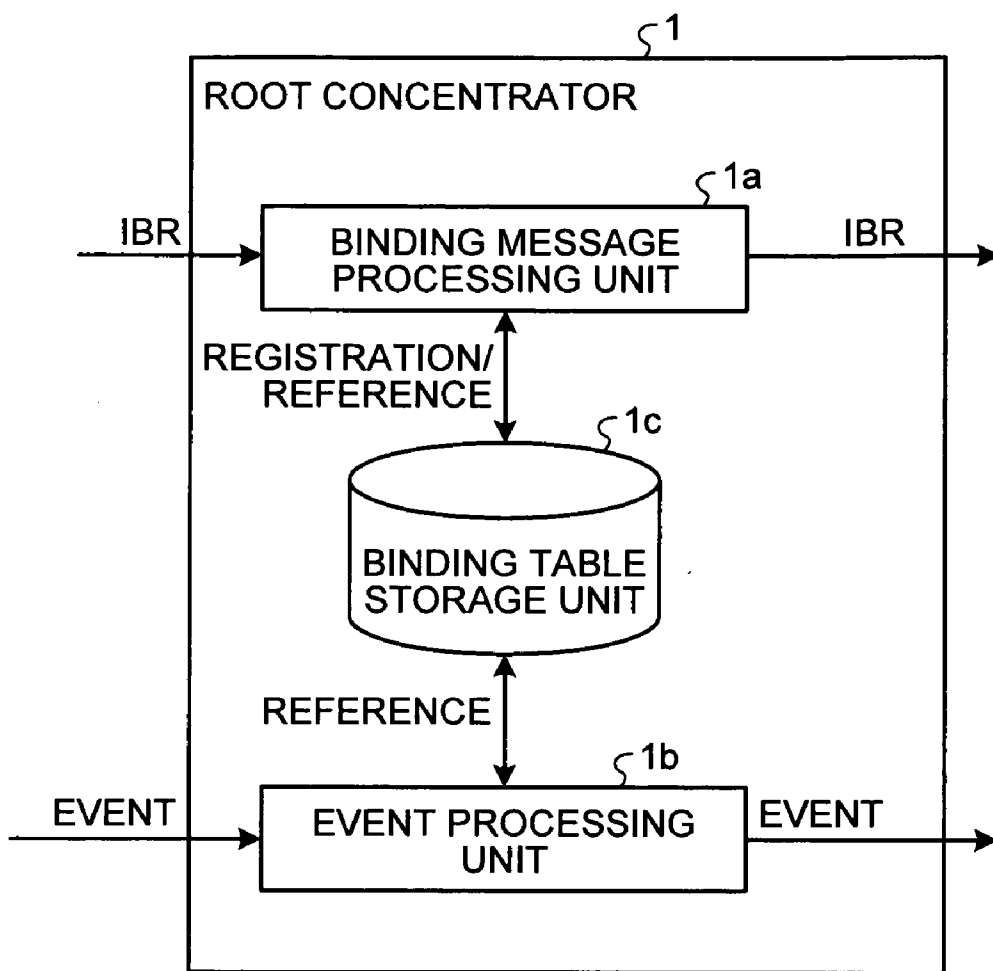 1
ROOT CONCENTRATOR
1a
IBR
BINDING MESSAGE
PROCESSING UNIT
IBR
REGISTRATION/
REFERENCE
1c
BINDING TABLE
STORAGE UNIT
REFERENCE
1b
EVENT
EVENT PROCESSING
UNIT
EVENT